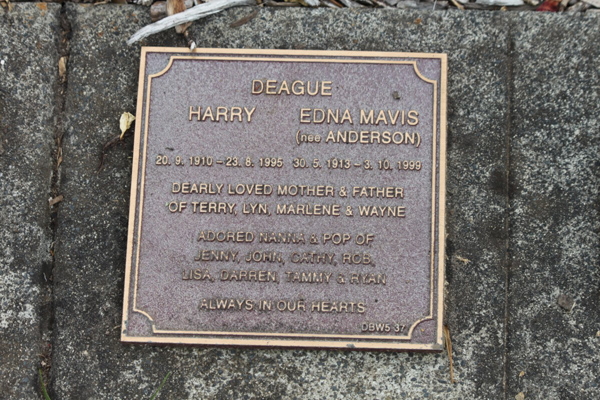 DEAGUE
HARRY EDNA MAVIS
(nee ANDERSON)
20. 9. 1910 – 23. 8. 1995 30. 5. 1913 – 3. 10. 1999
DEARLY LOVED MOTHER & FATHER
OF TERRY, LYN, MARLENE & WAYNE
ADORED NANNA & POP OF
JENNY, JOHN, CATHY, ROB,
LISA, DARREN, TAMMY & RYAN
ALWAYS IN OUR HEARTS
DBW5 37